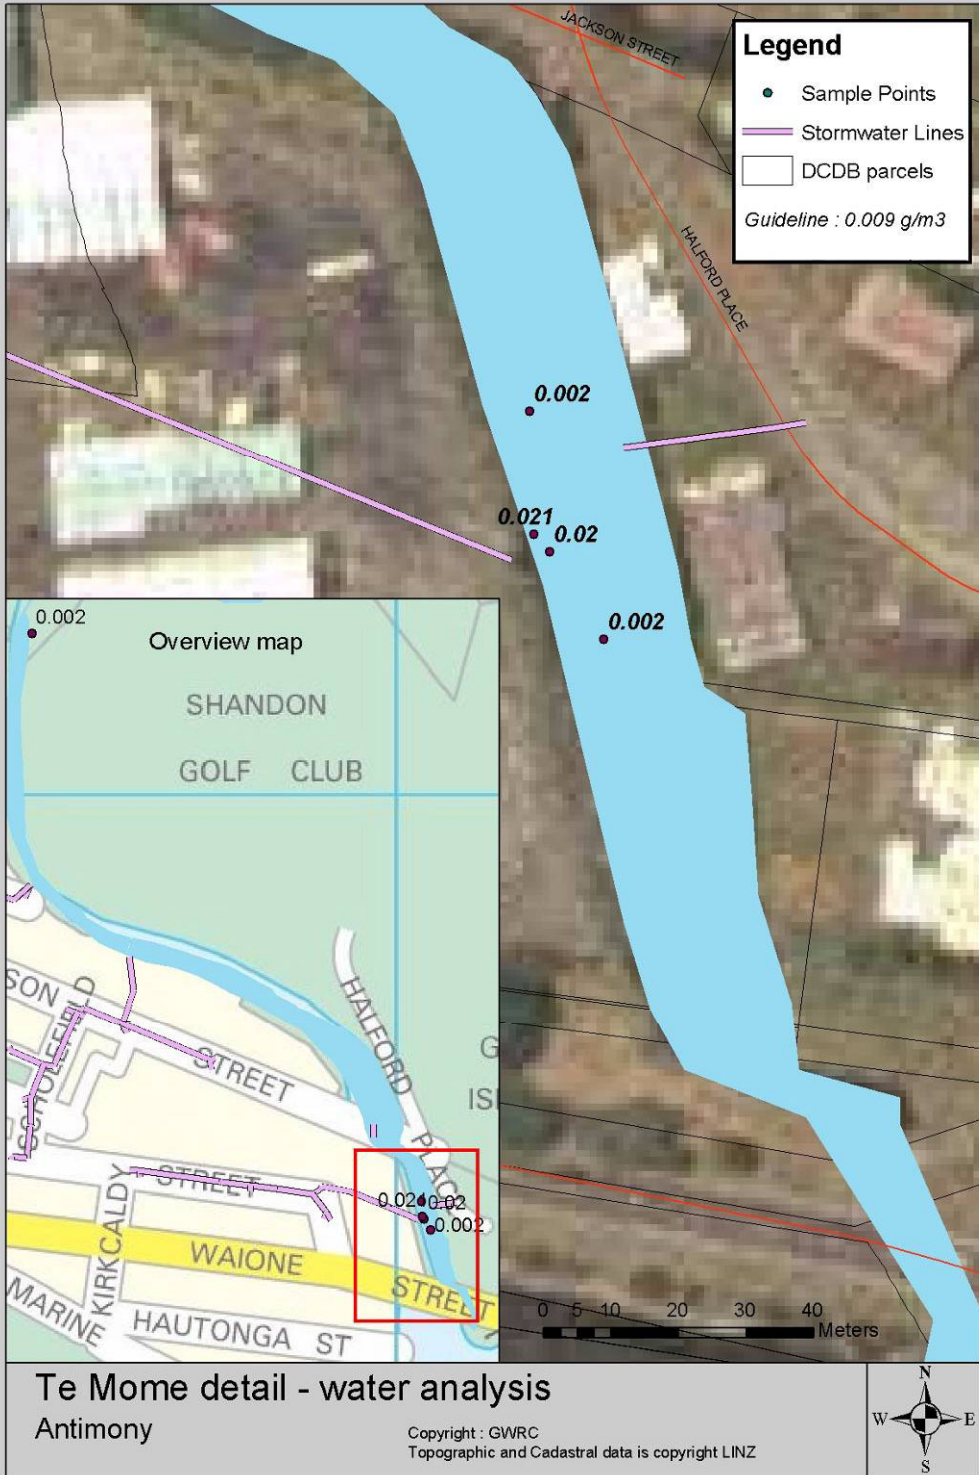 JACKSON STREET
Legend
Sample Points
Stormwater Lines
DCDB parcels
Guideline : 0.009 g/m3
HALFORD PLACE
0.002
0.021
0.02
0.002
0.002
Overview map
SHANDON
GOLF CLUB
SON
STREET
SCHOLEFIELD
HALFORD
PLACE
G
ISL
STREET
KIRKCALDY
0.021
0.02
0.002
WAIONE
STREET
MARINE
HAUTONGA ST
0 5 10 20 30 40
Meters
Te Mome detail - water analysis
Antimony
Copyright : GWRC
Topographic and Cadastral data is copyright LINZ
N
W E
S